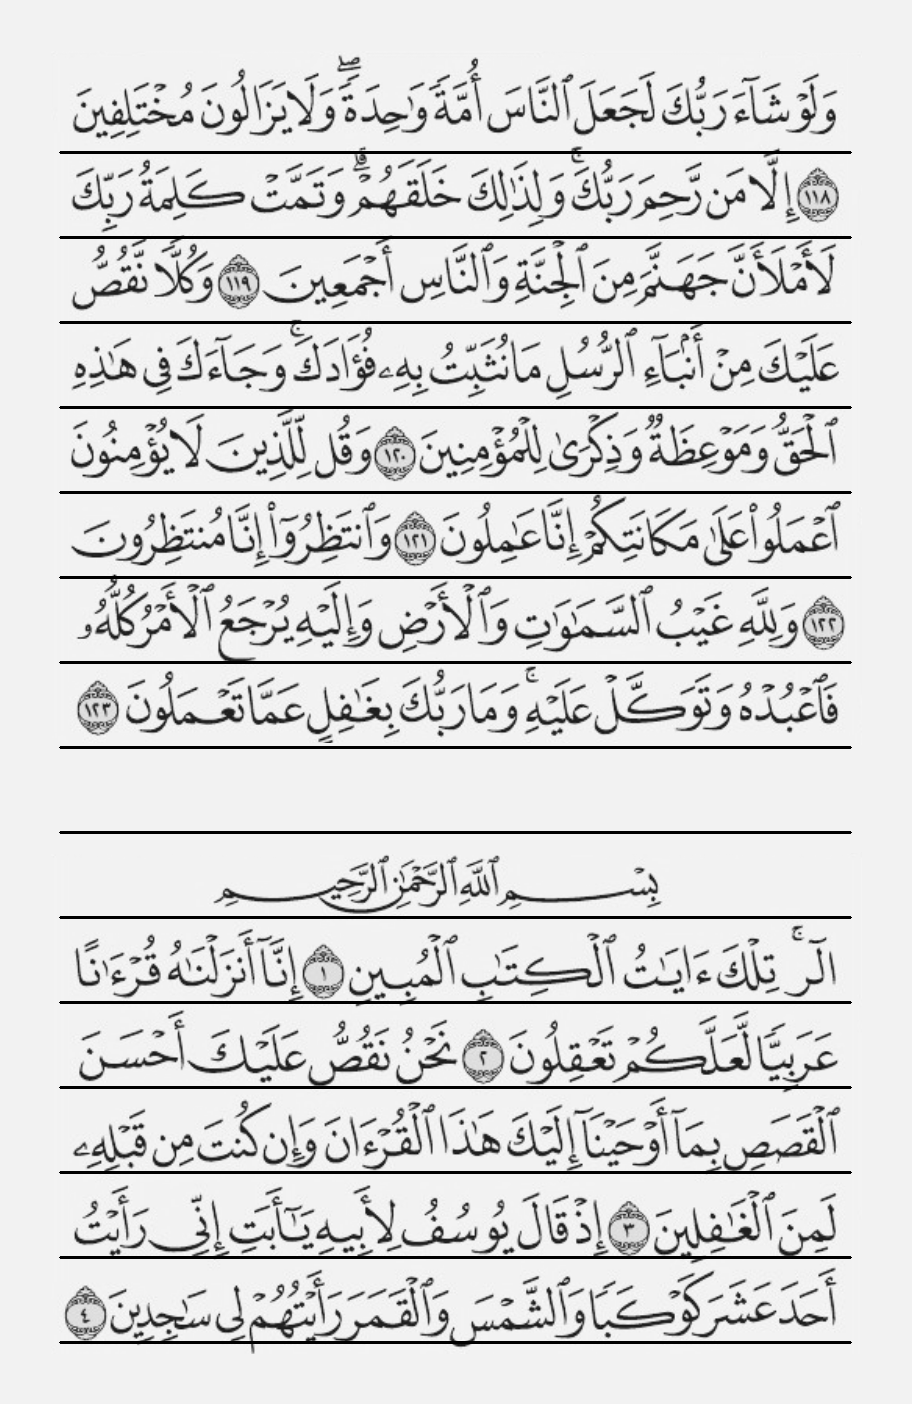 وَلَوْ شَآءَ رَبُّكَ لَجَعَلَ ٱلنَّاسَ أُمَّةً وَٰحِدَةً ۖ وَلَا يَزَالُونَ مُخْتَلِفِينَ
١١٨ إِلَّا مَن رَّحِمَ رَبُّكَ ۚ وَلِذَٰلِكَ خَلَقَهُمْ ۗ وَتَمَّتْ كَلِمَةُ رَبِّكَ
لَأَمْلَأَنَّ جَهَنَّمَ مِنَ ٱلْجِنَّةِ وَٱلنَّاسِ أَجْمَعِينَ ١١٩ وَكُلًّا نَّقُصُّ
عَلَيْكَ مِنْ أَنۢبَآءِ ٱلرُّسُلِ مَا نُثَبِّتُ بِهِۦ فُؤَادَكَ ۚ وَجَآءَكَ فِى هَٰذِهِ
ٱلْحَقُّ وَمَوْعِظَةٌ وَذِكْرَىٰ لِلْمُؤْمِنِينَ ١٢٠ وَقُل لِّلَّذِينَ لَا يُؤْمِنُونَ
ٱعْمَلُوا۟ عَلَىٰ مَكَانَتِكُمْ إِنَّا عَٰمِلُونَ ١٢١ وَٱنتَظِرُوٓا۟ إِنَّا مُنتَظِرُونَ
١٢٢ وَلِلَّهِ غَيْبُ ٱلسَّمَٰوَٰتِ وَٱلْأَرْضِ وَإِلَيْهِ يُرْجَعُ ٱلْأَمْرُ كُلُّهُۥ
فَٱعْبُدْهُ وَتَوَكَّلْ عَلَيْهِ ۚ وَمَا رَبُّكَ بِغَٰفِلٍ عَمَّا تَعْمَلُونَ ١٢٣
بِسْمِ ٱللَّهِ ٱلرَّحْمَٰنِ ٱلرَّحِيمِ
الٓر ۚ تِلْكَ ءَايَٰتُ ٱلْكِتَٰبِ ٱلْمُبِينِ ١ إِنَّآ أَنزَلْنَٰهُ قُرْءَٰنًا
عَرَبِيًّا لَّعَلَّكُمْ تَعْقِلُونَ ٢ نَحْنُ نَقُصُّ عَلَيْكَ أَحْسَنَ
ٱلْقَصَصِ بِمَآ أَوْحَيْنَآ إِلَيْكَ هَٰذَا ٱلْقُرْءَانَ وَإِن كُنتَ مِن قَبْلِهِۦ
لَمِنَ ٱلْغَٰفِلِينَ ٣ إِذْ قَالَ يُوسُفُ لِأَبِيهِ يَٰٓأَبَتِ إِنِّى رَأَيْتُ
أَحَدَ عَشَرَ كَوْكَبًا وَٱلشَّمْسَ وَٱلْقَمَرَ رَأَيْتُهُمْ لِى سَٰجِدِينَ ٤